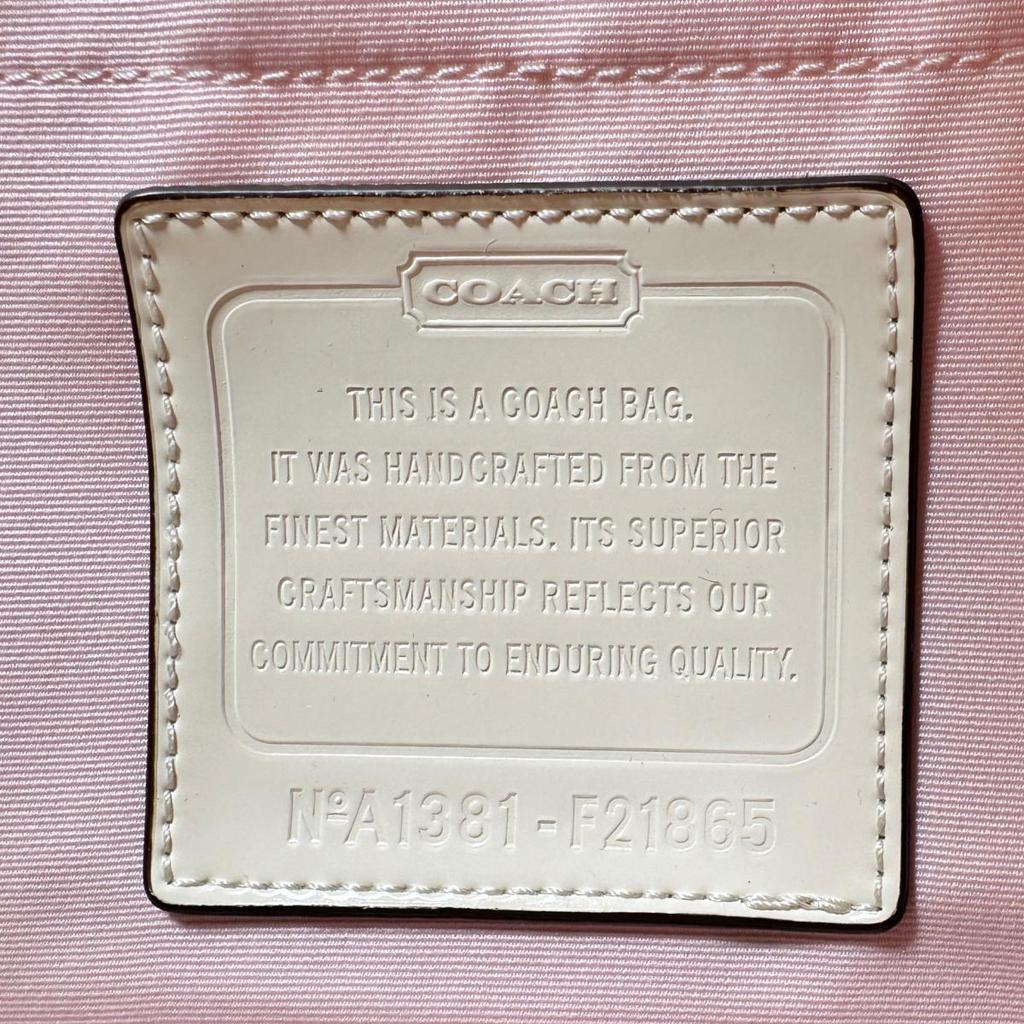 COACH
THIS IS A COACH BAG.
IT WAS HANDCRAFTED FROM THE
FINEST MATERIALS. ITS SUPERIOR
CRAFTSMANSHIP REFLECTS OUR
COMMITMENT TO ENDURING QUALITY.
NºA1381-F21865